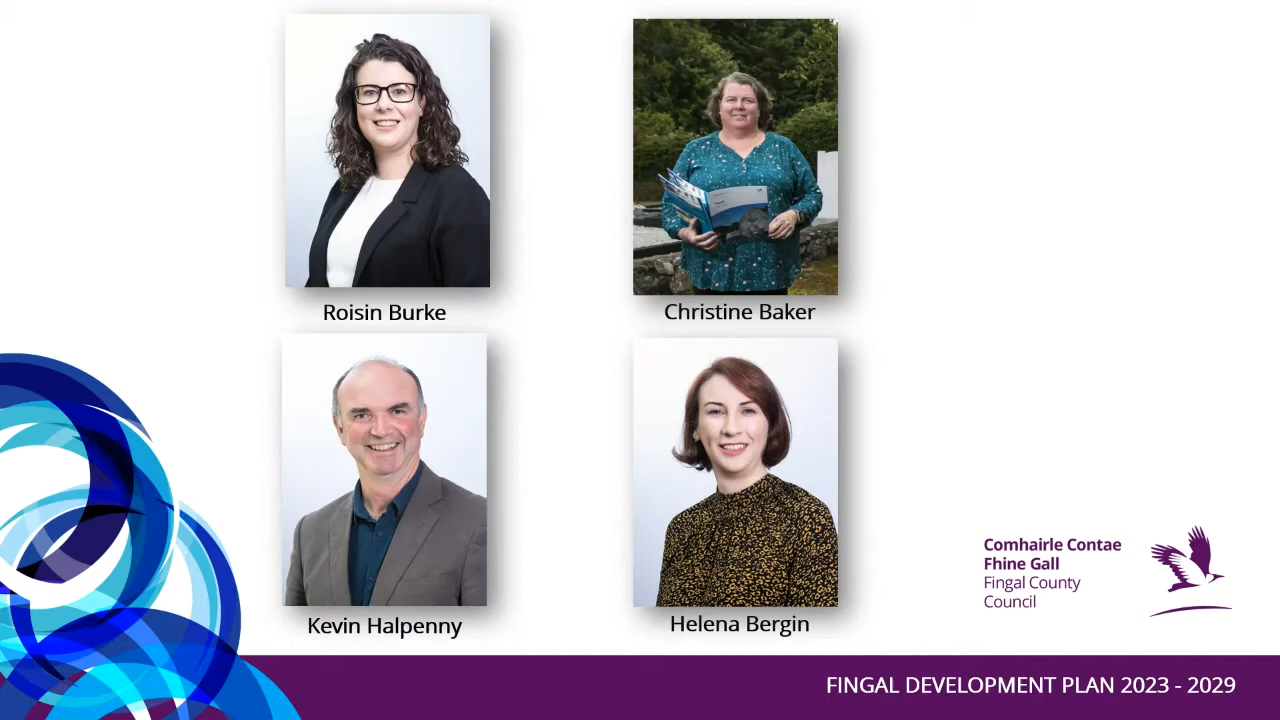 Roisin Burke
Christine Baker
Kevin Halpenny
Helena Bergin
Comhairle Contae
Fhine Gall
Fingal County
Council
FINGAL DEVELOPMENT PLAN 2023 - 2029